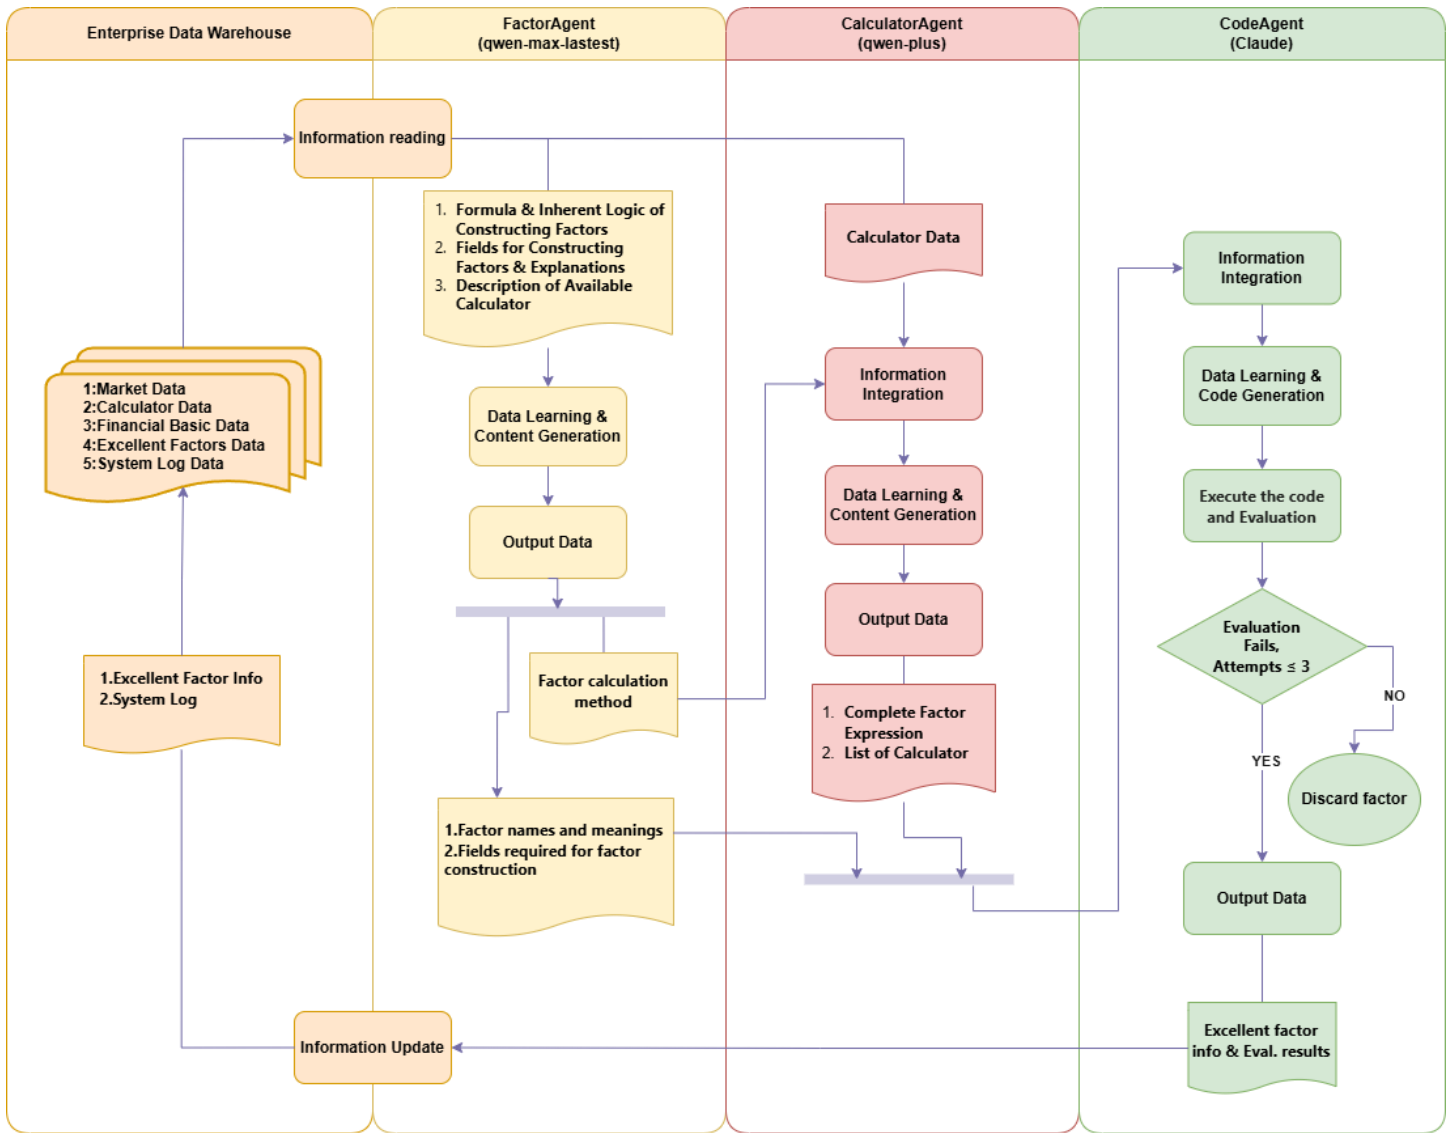 Enterprise Data Warehouse
FactorAgent
(qwen-max-lastest)
CalculatorAgent
(qwen-plus)
CodeAgent
(Claude)
Information reading
1. Formula & Inherent Logic of
Constructing Factors
2. Fields for Constructing
Factors & Explanations
3. Description of Available
Calculator
Calculator Data
Information
Integration
1:Market Data
2:Calculator Data
3:Financial Basic Data
4:Excellent Factors Data
5:System Log Data
Data Learning &
Content Generation
Information
Integration
Data Learning &
Code Generation
Output Data
Data Learning &
Content Generation
Execute the code
and Evaluation
Output Data
Evaluation
Fails,
Attempts ≤ 3
NO
YES
Discard factor
1.Excellent Factor Info
2.System Log
Factor calculation
method
1. Complete Factor
Expression
2. List of Calculator
1.Factor names and meanings
2.Fields required for factor
construction
Output Data
Excellent factor
info & Eval. results
Information Update